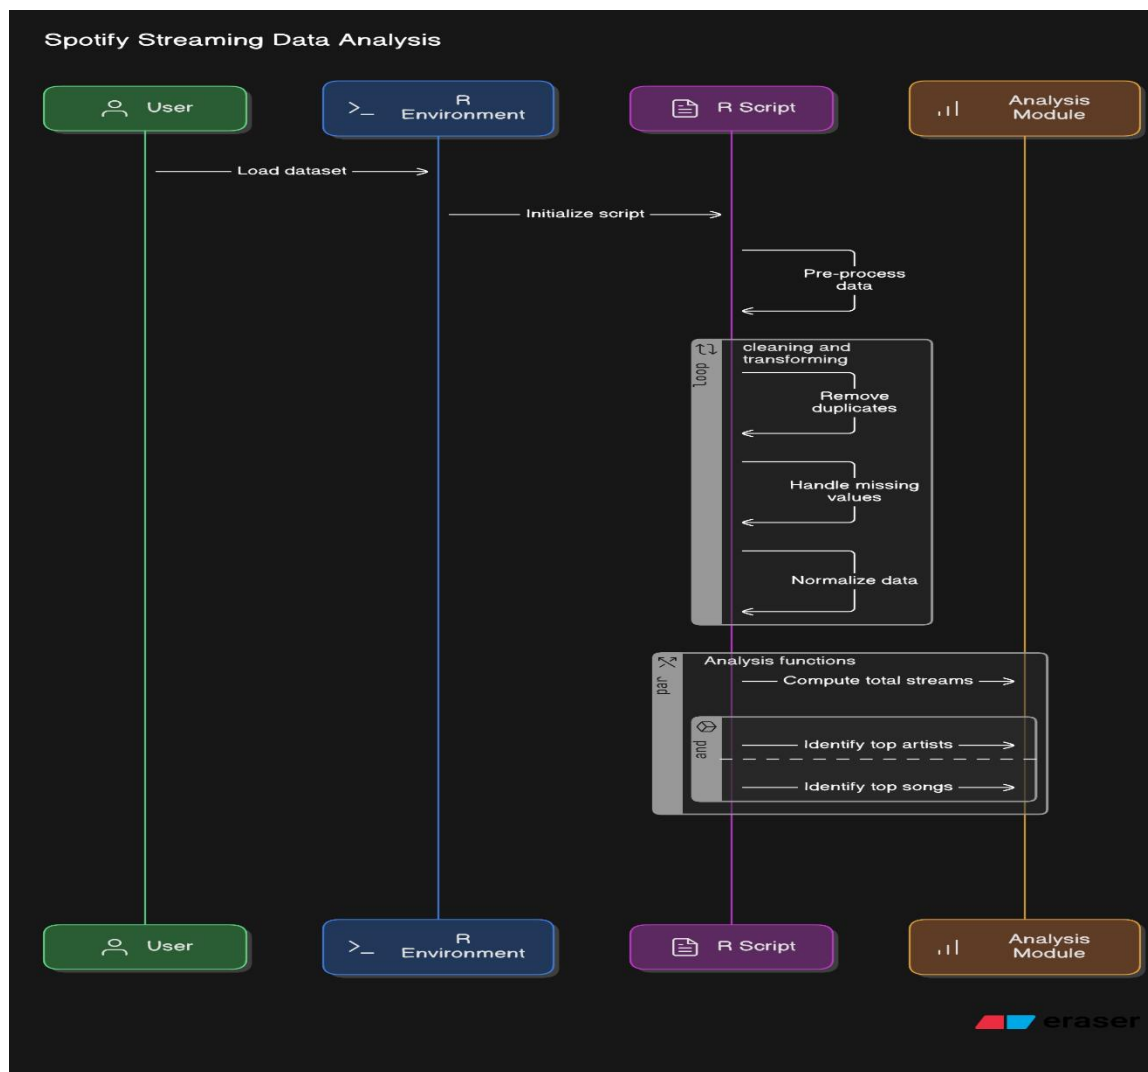 Spotify Streaming Data Analysis
User
R
Environment
R Script
Analysis
Module
Load dataset
Initialize script
Pre-process
data
loop
cleaning and
transforming
Remove
duplicates
Handle missing
values
Normalize data
par
Analysis functions
Compute total streams
and
Identify top artists
Identify top songs
User
R
Environment
R Script
Analysis
Module
eraser